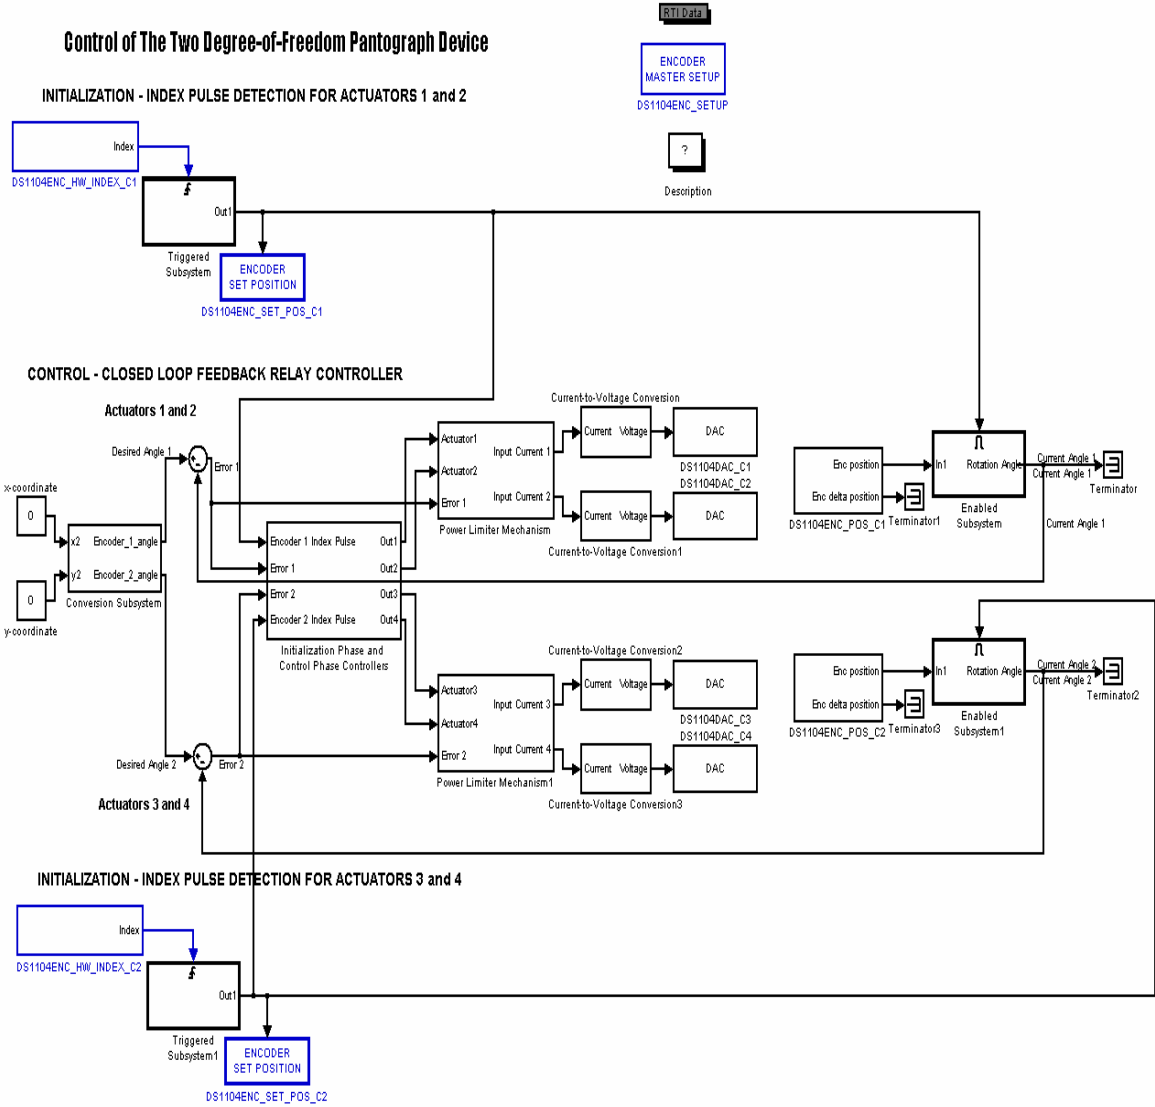 RTI Data
Control of The Two Degree-of-Freedom Pantograph Device
ENCODER
MASTER SETUP
DS1104ENC_SETUP
INITIALIZATION - INDEX PULSE DETECTION FOR ACTUATORS 1 and 2
Index
DS1104ENC_HW_INDEX_C1
?
Description
Out1
Triggered
Subsystem
ENCODER
SET POSITION
DS1104ENC_SET_POS_C1
CONTROL - CLOSED LOOP FEEDBACK RELAY CONTROLLER
Actuators 1 and 2
Desired Angle 1
Error 1
x-coordinate
0
y-coordinate
0
x2
y2
Encoder_1_angle
Encoder_2_angle
Conversion Subsystem
Encoder 1 Index Pulse
Error 1
Error 2
Encoder 2 Index Pulse
Out1
Out2
Out3
Out4
Initialization Phase and
Control Phase Controllers
Actuator1
Actuator2
Error 1
Input Current 1
Input Current 2
Power Limiter Mechanism
Current-to-Voltage Conversion
Current Voltage
DAC
DS1104DAC_C1
DS1104DAC_C2
Current Voltage
DAC
Current-to-Voltage Conversion1
Enc position
Enc delta position
DS1104ENC_POS_C1
Terminator1
In1
Rotation Angle
Enabled
Subsystem
Current Angle 1
Current Angle 1
Terminator
Current Angle 1
Actuator3
Actuator4
Error 2
Input Current 3
Input Current 4
Power Limiter Mechanism1
Current-to-Voltage Conversion2
Current Voltage
DAC
DS1104DAC_C3
DS1104DAC_C4
Current Voltage
DAC
Current-to-Voltage Conversion3
Enc position
Enc delta position
DS1104ENC_POS_C2
Terminator3
In1
Rotation Angle
Enabled
Subsystem1
Current Angle 2
Current Angle 2
Terminator2
Desired Angle 2
Error 2
Actuators 3 and 4
INITIALIZATION - INDEX PULSE DETECTION FOR ACTUATORS 3 and 4
Index
DS1104ENC_HW_INDEX_C2
Out1
Triggered
Subsystem1
ENCODER
SET POSITION
DS1104ENC_SET_POS_C2